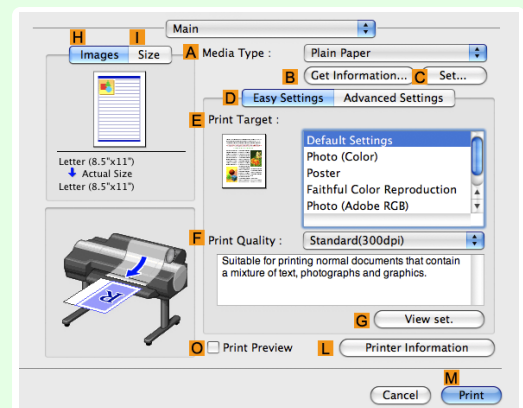 Main
H
I
Images
Size
A
Media Type :
Plain Paper
B
Get Information...
C
Set...
D
Easy Settings
Advanced Settings
E
Print Target :
Default Settings
Photo (Color)
Poster
Faithful Color Reproduction
Photo (Adobe RGB)
Letter (8.5"x11")
Actual Size
Letter (8.5"x11")
R
F
Print Quality :
Standard(300dpi)
Suitable for printing normal documents that contain
a mixture of text, photographs and graphics.
G
View set.
O
Print Preview
L
Printer Information
M
Cancel
Print